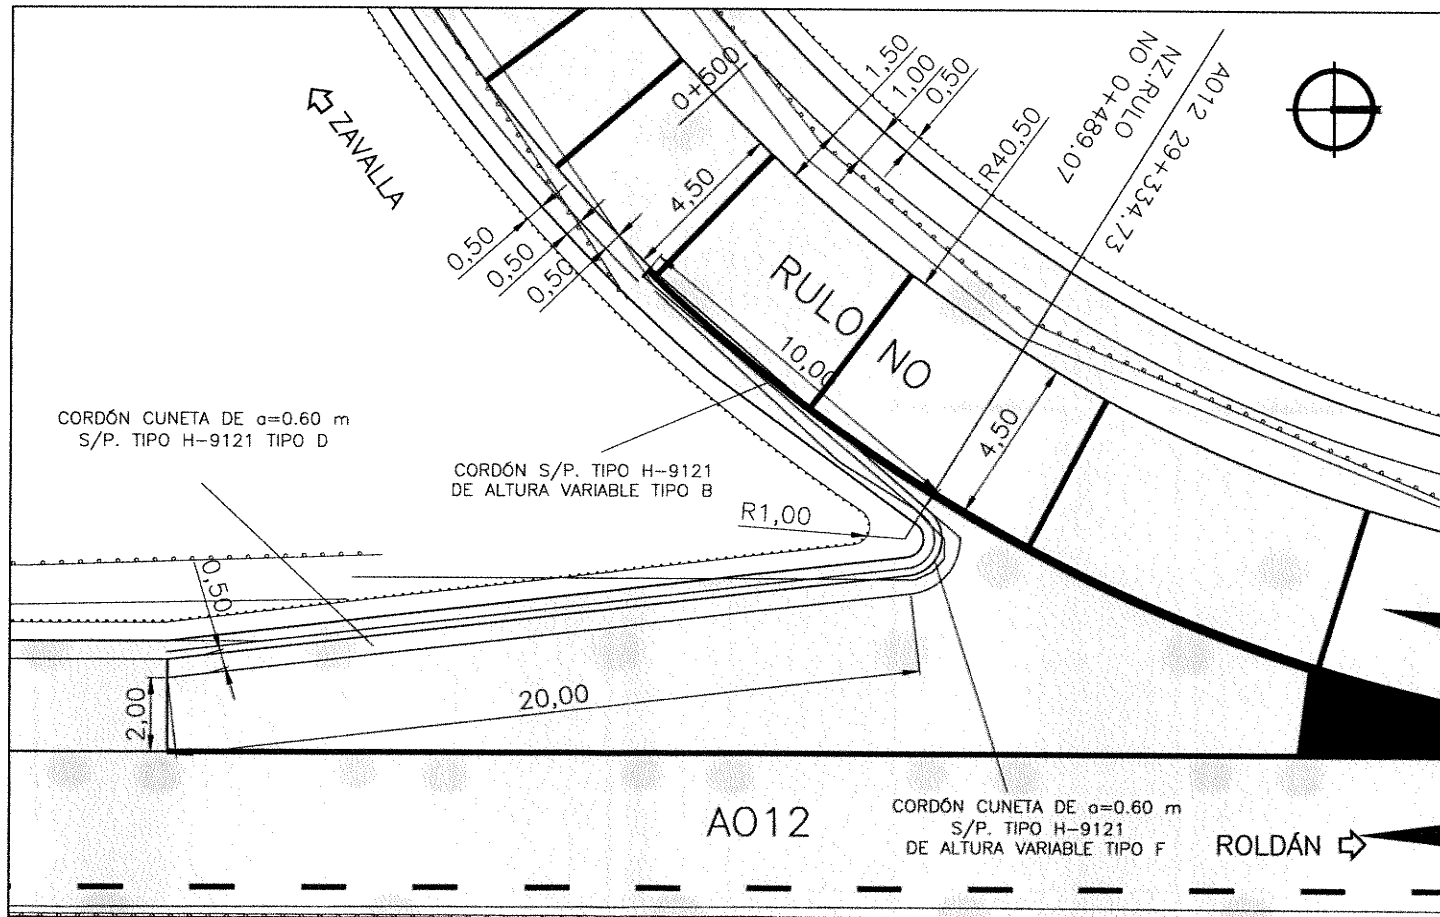 1,50
1,00
0,50
0+500
A012 29+334.73
NZ.RULO
NO 0+489.07
R40,50
ZAVALLA
4,50
0,50
0,50
0,50
RULO NO
10,00
4,50
CORDÓN CUNETA DE a=0.60 m
S/P. TIPO H-9121 TIPO D
CORDÓN S/P. TIPO H-9121
DE ALTURA VARIABLE TIPO B
R1,00
0,50
2,00
20,00
A012
CORDÓN CUNETA DE a=0.60 m
S/P. TIPO H-9121
DE ALTURA VARIABLE TIPO F
ROLDÁN